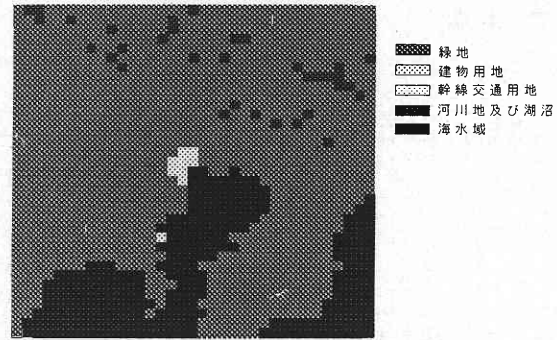 緑地
建物用地
幹線交通用地
河川地及び湖沼
海水域